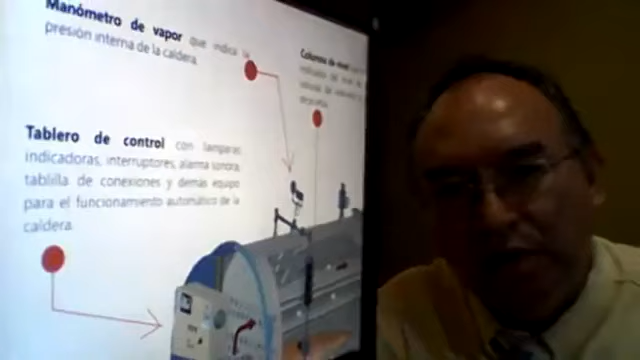 Manómetro de vapor que indica la
presión interna de la caldera.
Columna de nivel
Tablero de control con lámparas
indicadoras, interruptores, alarma sonora,
tablilla de conexiones y demás equipo
para el funcionamiento automático de la
caldera.